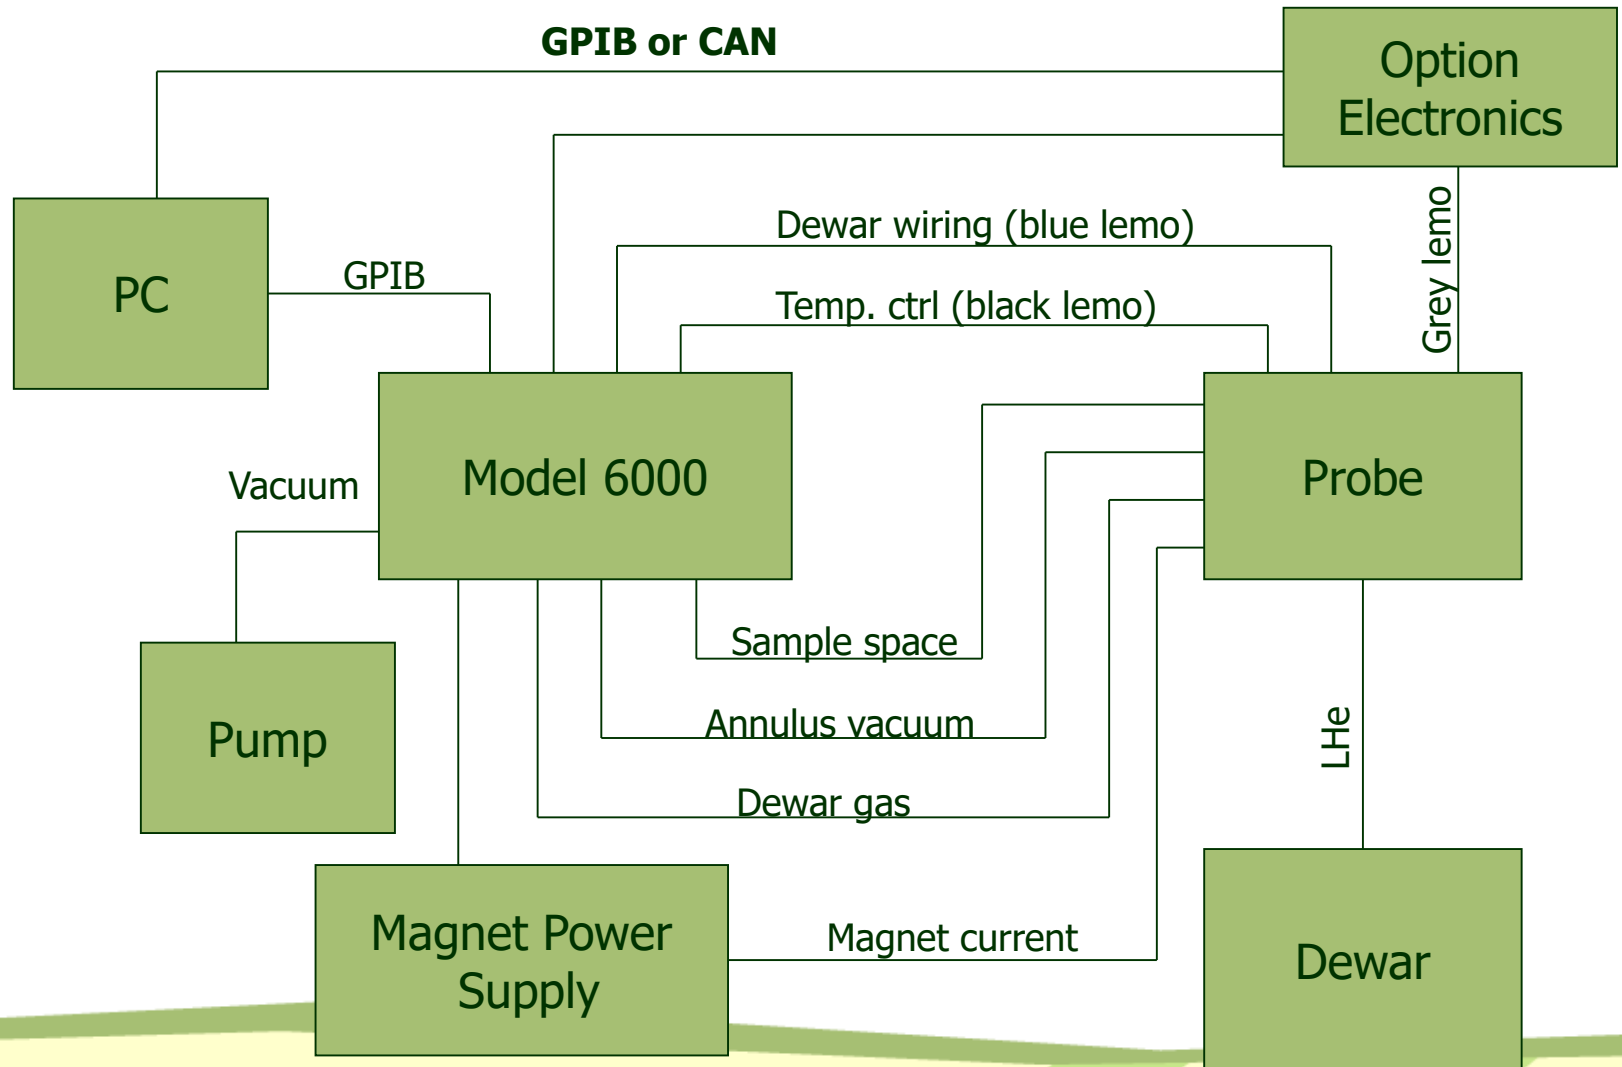 GPIB or CAN
Option
Electronics
Dewar wiring (blue lemo)
Grey lemo
PC
GPIB
Temp. ctrl (black lemo)
Vacuum
Model 6000
Probe
Sample space
Pump
Annulus vacuum
LHe
Dewar gas
Magnet Power
Supply
Magnet current
Dewar